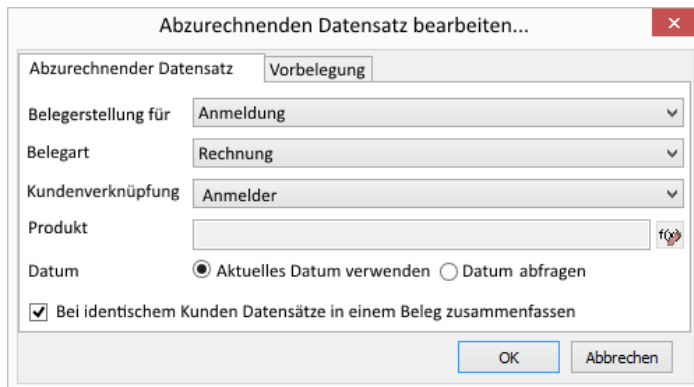 Abzurechnenden Datensatz bearbeiten...
Abzurechnender Datensatz Vorbelegung
Belegerstellung für Anmeldung
Belegart Rechnung
Kundenverknüpfung Anmelder
Produkt f(x)
Datum Aktuelles Datum verwenden Datum abfragen
Bei identischem Kunden Datensätze in einem Beleg zusammenfassen
OK Abbrechen